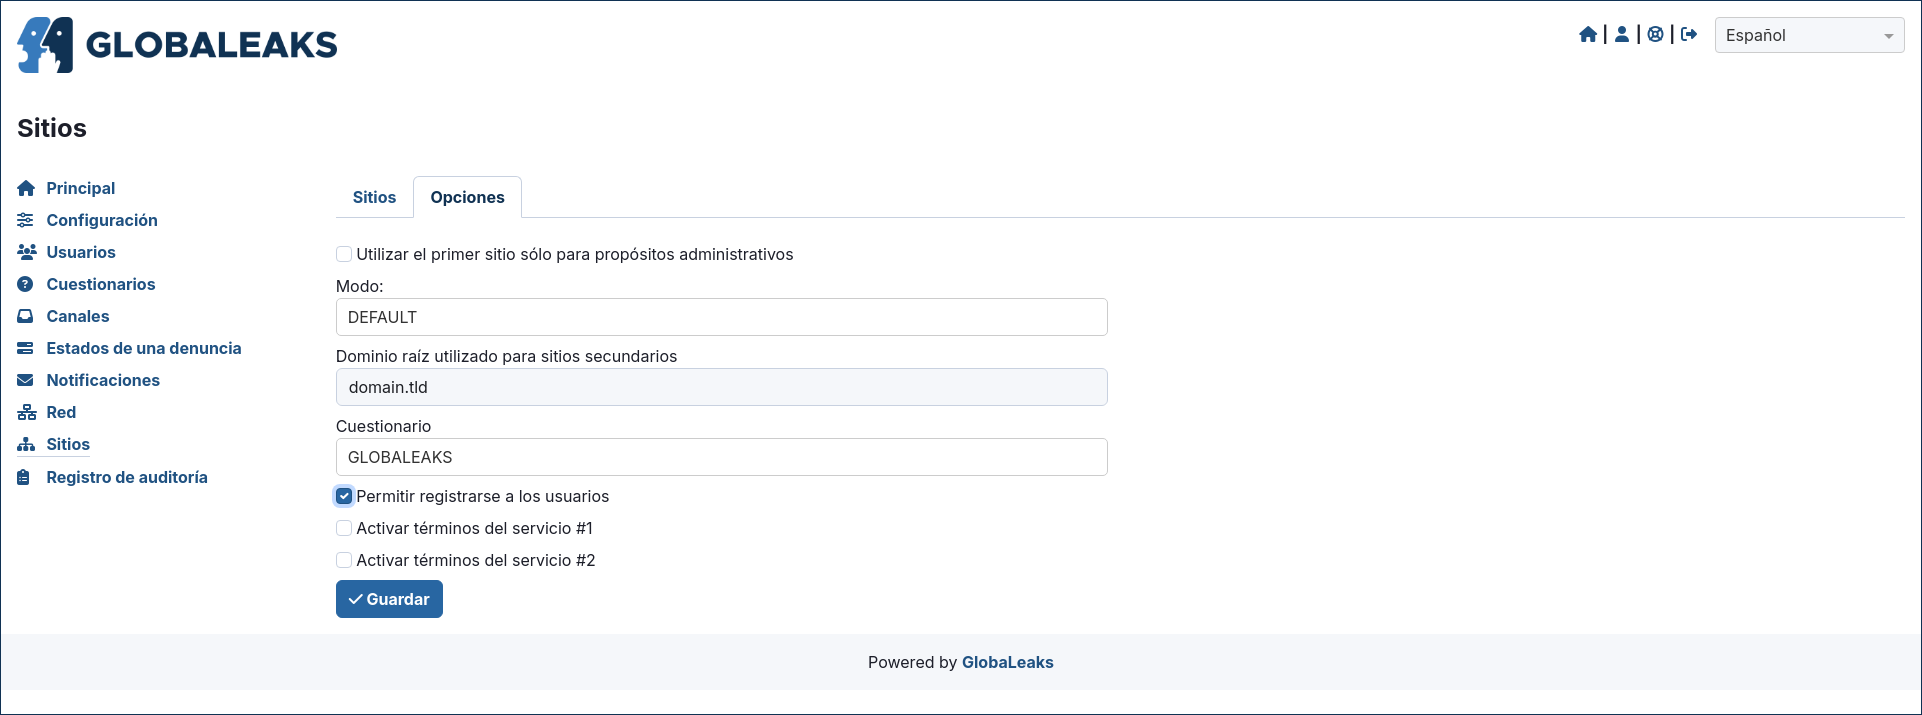 GLOBALEAKS
Español
Sitios
Principal
Configuración
Usuarios
Cuestionarios
Canales
Estados de una denuncia
Notificaciones
Red
Sitios
Registro de auditoría
Sitios
Opciones
Utilizar el primer sitio sólo para propósitos administrativos
Modo:
DEFAULT
Dominio raíz utilizado para sitios secundarios
domain.tld
Cuestionario
GLOBALEAKS
Permitir registrarse a los usuarios
Activar términos del servicio #1
Activar términos del servicio #2
Guardar
Powered by GlobaLeaks